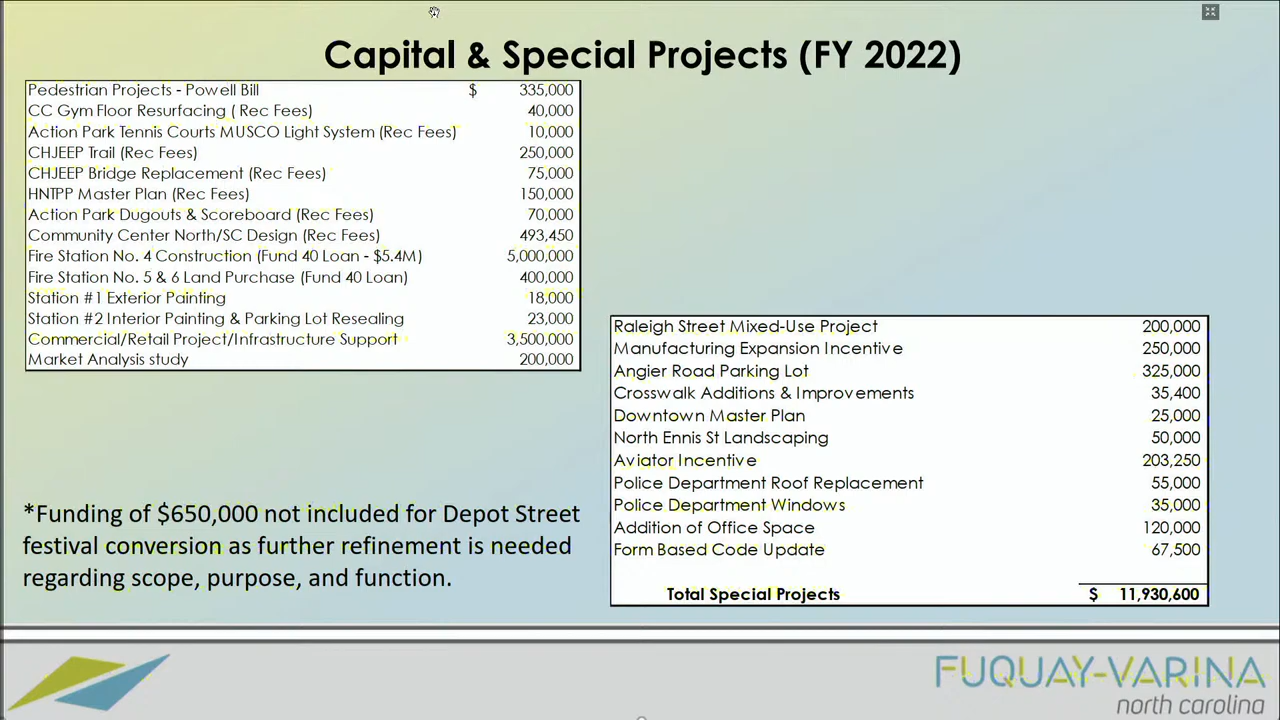 Capital & Special Projects (FY 2022)
Pedestrian Projects - Powell Bill $ 335,000
CC Gym Floor Resurfacing ( Rec Fees) 40,000
Action Park Tennis Courts MUSCO Light System (Rec Fees) 10,000
CHJEEP Trail (Rec Fees) 250,000
CHJEEP Bridge Replacement (Rec Fees) 75,000
HNTPP Master Plan (Rec Fees) 150,000
Action Park Dugouts & Scoreboard (Rec Fees) 70,000
Community Center North/SC Design (Rec Fees) 493,450
Fire Station No. 4 Construction (Fund 40 Loan - $5.4M) 5,000,000
Fire Station No. 5 & 6 Land Purchase (Fund 40 Loan) 400,000
Station #1 Exterior Painting 18,000
Station #2 Interior Painting & Parking Lot Resealing 23,000
Commercial/Retail Project/Infrastructure Support 3,500,000
Market Analysis study 200,000
Raleigh Street Mixed-Use Project 200,000
Manufacturing Expansion Incentive 250,000
Angier Road Parking Lot 325,000
Crosswalk Additions & Improvements 35,400
Downtown Master Plan 25,000
North Ennis St Landscaping 50,000
Aviator Incentive 203,250
Police Department Roof Replacement 55,000
Police Department Windows 35,000
Addition of Office Space 120,000
Form Based Code Update 67,500
Total Special Projects $ 11,930,600
*Funding of $650,000 not included for Depot Street
festival conversion as further refinement is needed
regarding scope, purpose, and function.
FUQUAY-VARINA
north carolina